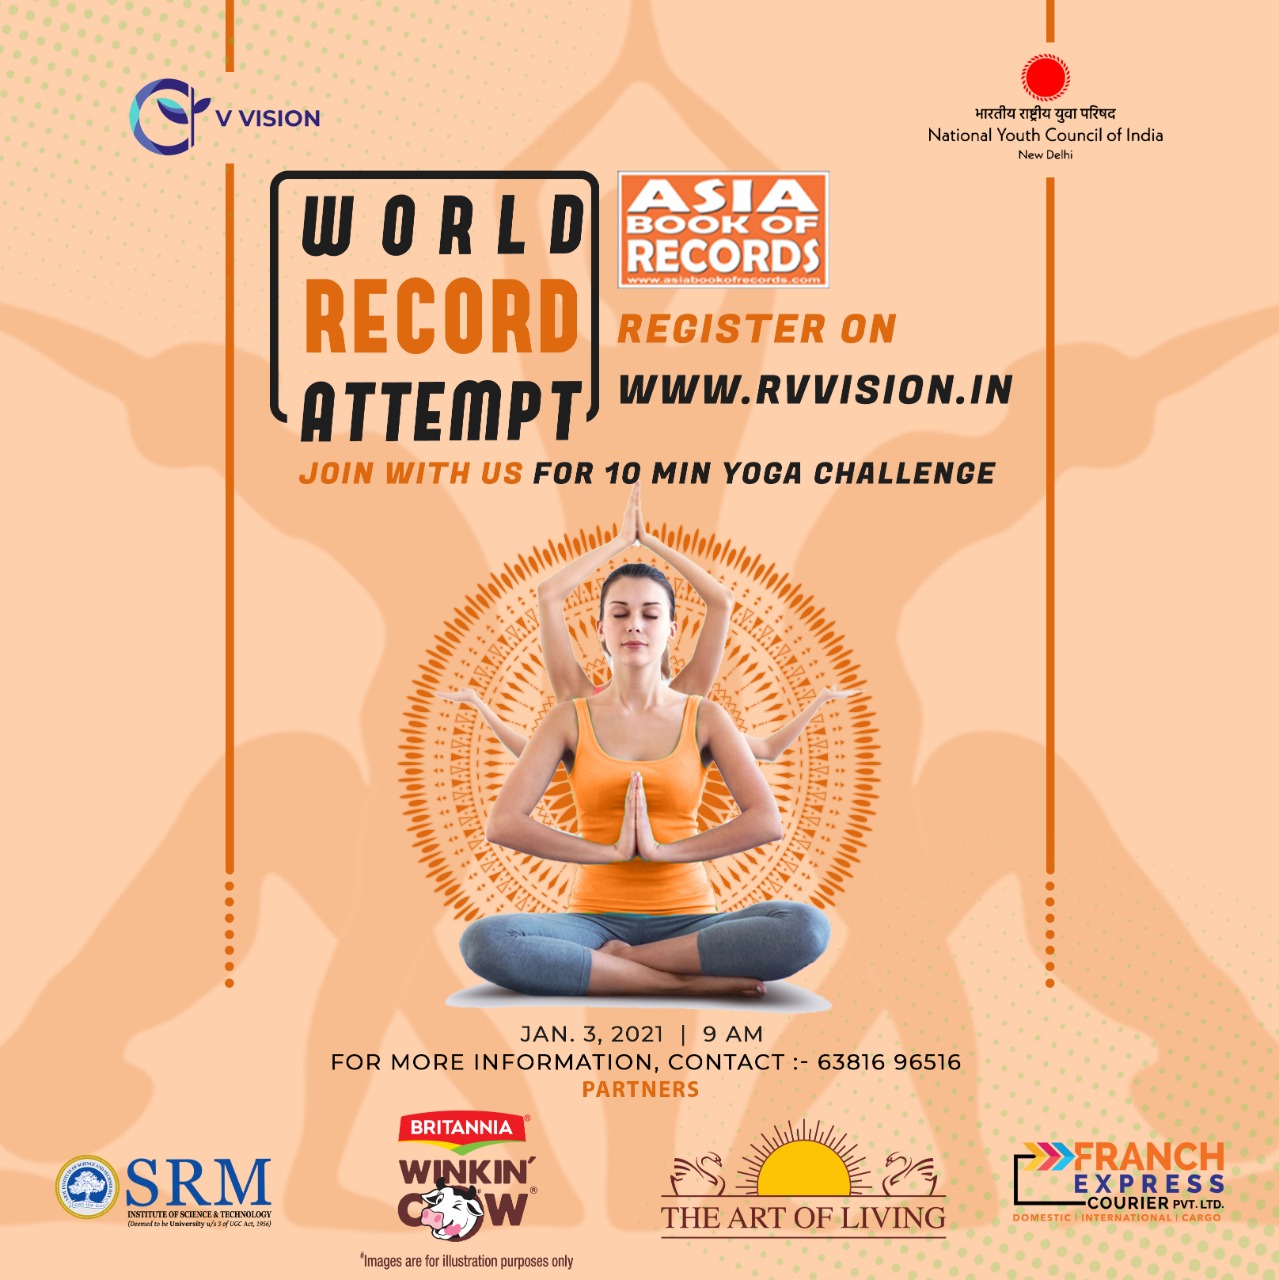 V VISION
भारतीय राष्ट्रीय युवा परिषद
National Youth Council of India
New Delhi
WORLD
RECORD
ATTEMPT
ASIA
BOOK OF
RECORDS
www.asiabookofrecords.com
REGISTER ON
WWW.RVVISION.IN
JOIN WITH US FOR 10 MIN YOGA CHALLENGE
JAN. 3, 2021 | 9 AM
FOR MORE INFORMATION, CONTACT :- 63816 96516
PARTNERS
SRM
INSTITUTE OF SCIENCE & TECHNOLOGY
(Deemed to be University u/s 3 of UGC Act, 1956)
BRITANNIA®
WINKIN'
COW®
#Images are for illustration purposes only
THE ART OF LIVING
FRANCH
EXPRESS
COURIER PVT. LTD.
DOMESTIC | INTERNATIONAL | CARGO